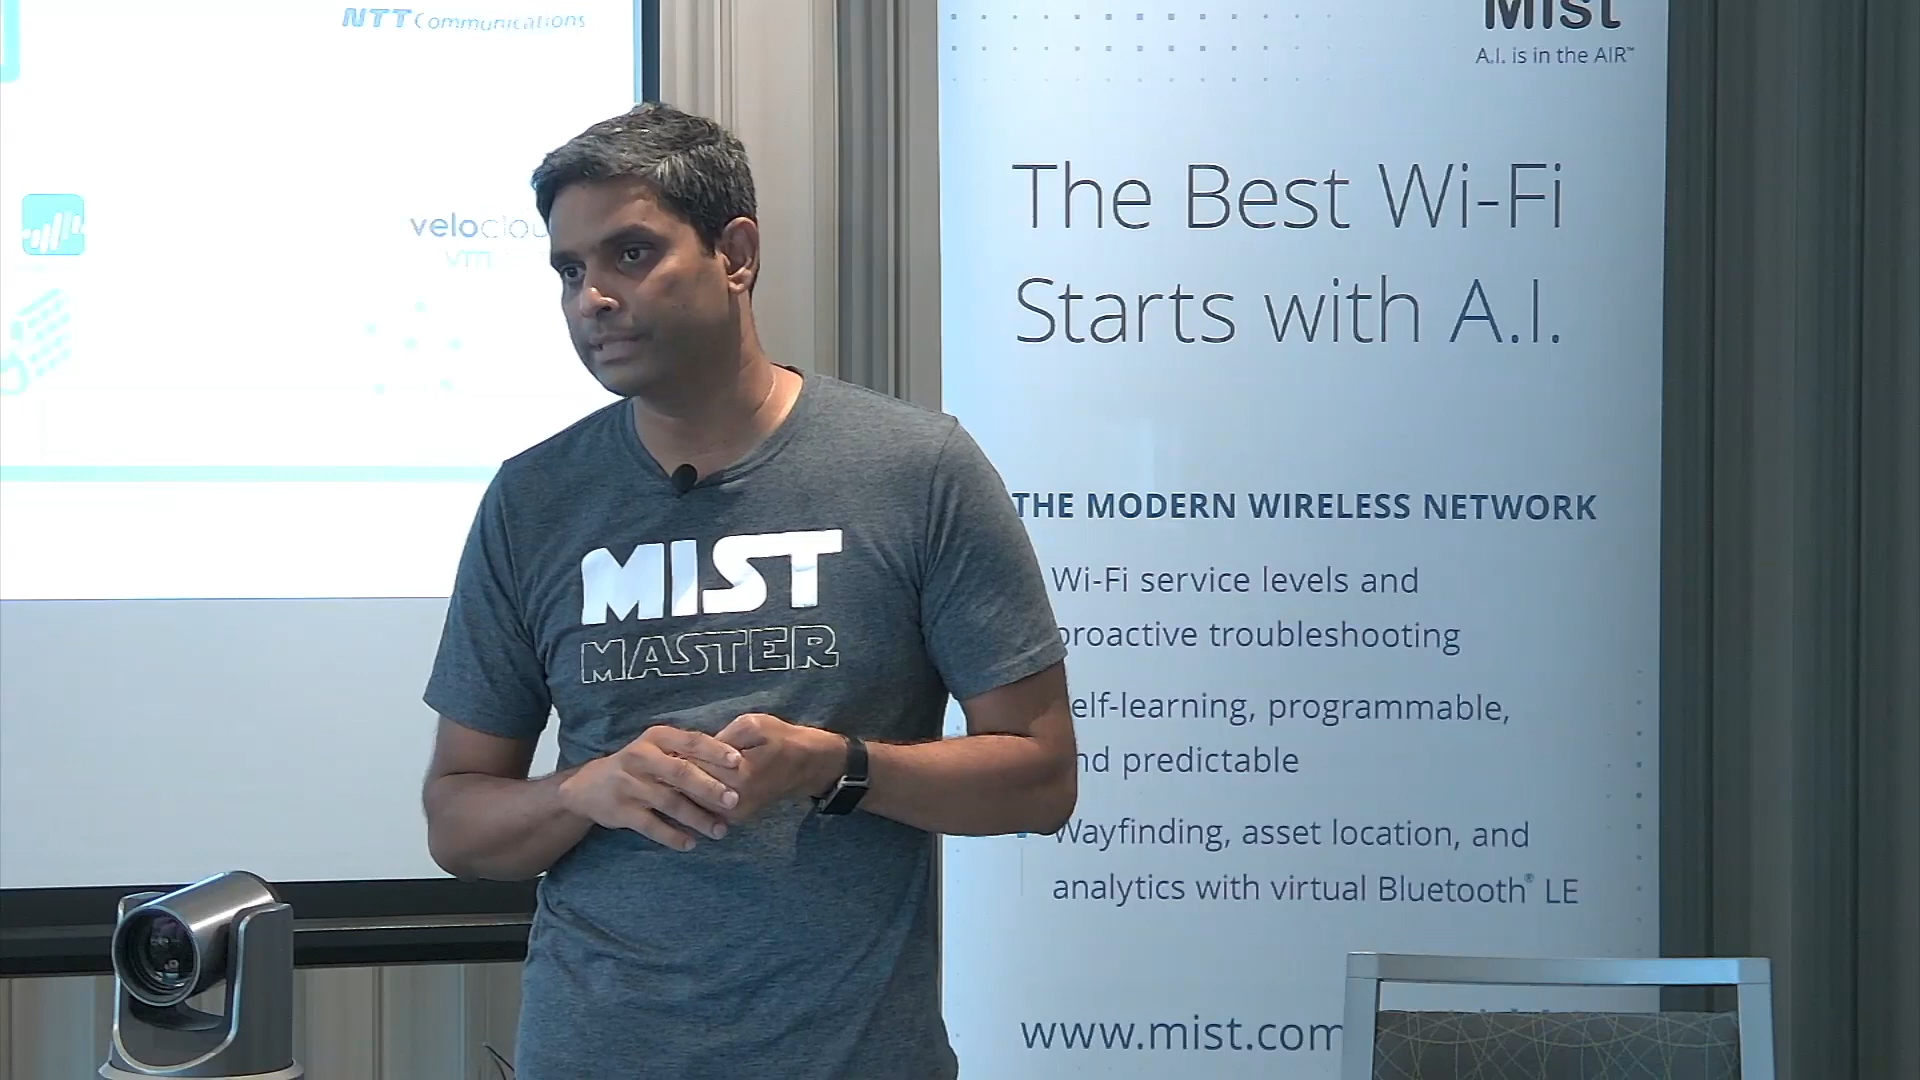 NTT Communications
veloclou
vm
MIST
MASTER
Mist
A.I. is in the AIR™
The Best Wi-Fi
Starts with A.I.
THE MODERN WIRELESS NETWORK
Wi-Fi service levels and
proactive troubleshooting
elf-learning, programmable,
nd predictable
Wayfinding, asset location, and
analytics with virtual Bluetooth® LE
www.mist.com